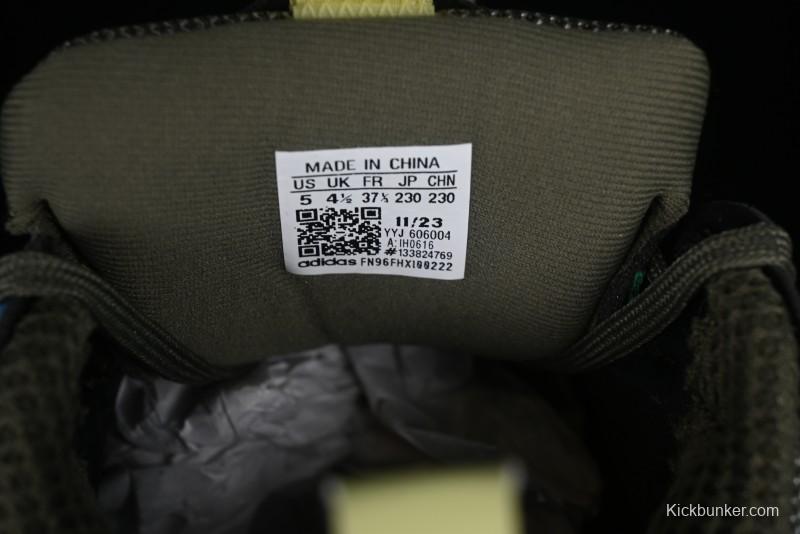 MADE IN CHINA
US UK FR JP CHN
5 4½ 37⅓ 230 230
11/23
YYJ 606004
A: IH0616
#133824769
adidas FN96FHX100222
Kickbunker.com